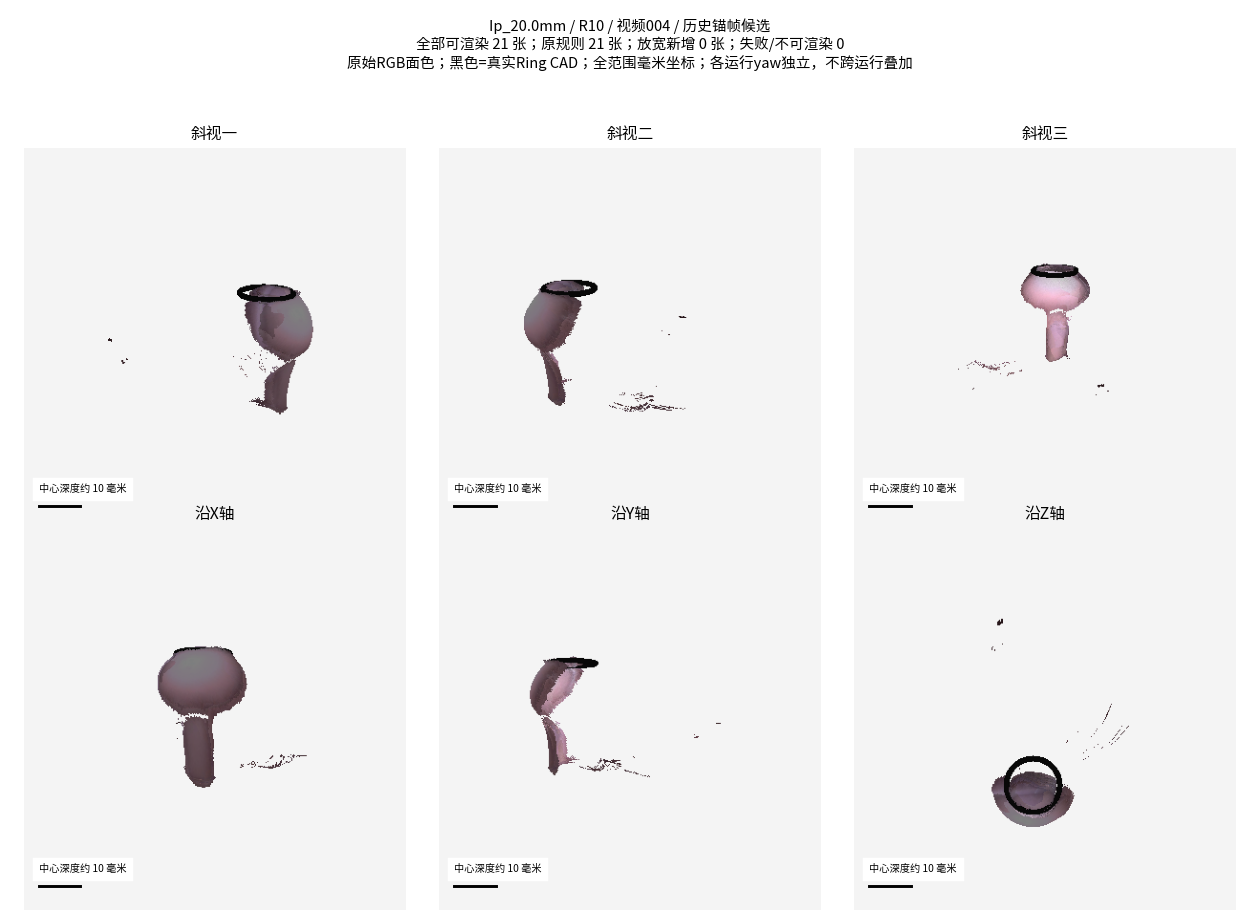 Ip_20.0mm / R10 / 视频004 / 历史锚帧候选
全部可渲染 21 张；原规则 21 张；放宽新增 0 张；失败/不可渲染 0
原始RGB面色；黑色=真实Ring CAD；全范围毫米坐标；各运行yaw独立，不跨运行叠加
斜视一
斜视二
斜视三
中心深度约 10 毫米
中心深度约 10 毫米
中心深度约 10 毫米
沿X轴
沿Y轴
沿Z轴
中心深度约 10 毫米
中心深度约 10 毫米
中心深度约 10 毫米